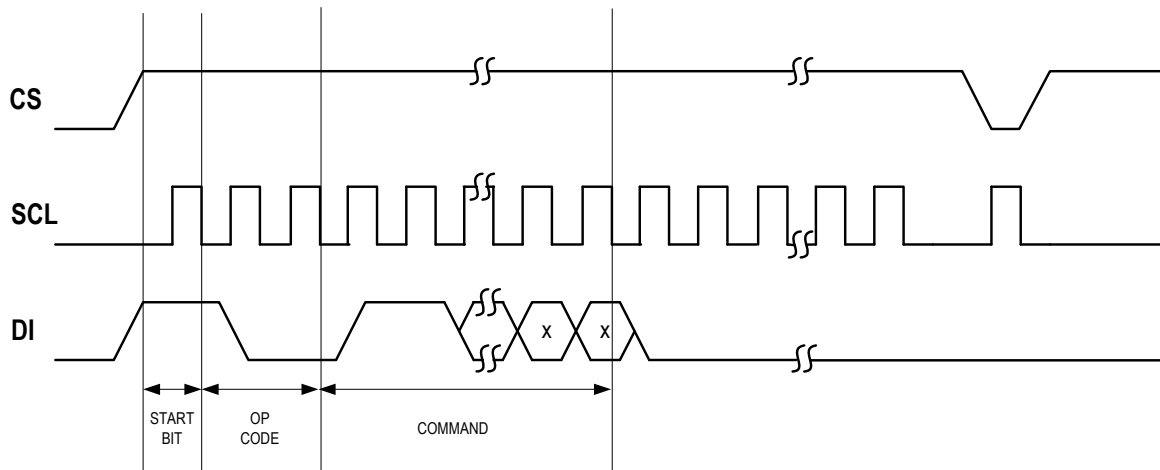 CS
SCL
DI
X
X
START
BIT
OP
CODE
COMMAND